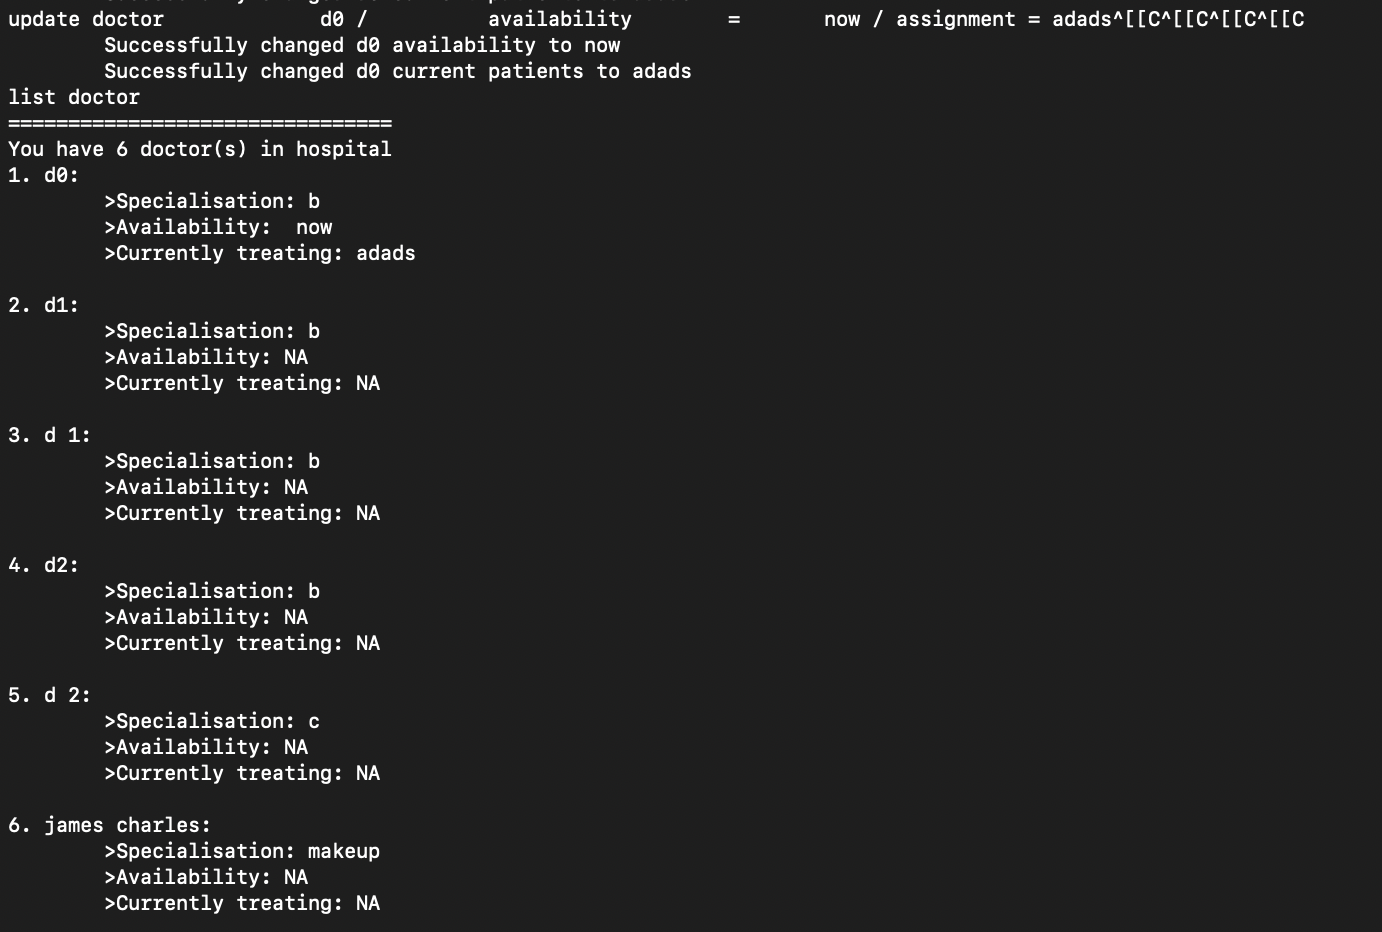 update doctor             d0 /          availability        =       now / assignment = adads^[[C^[[C^[[C^[[C
        Successfully changed d0 availability to now
        Successfully changed d0 current patients to adads
list doctor
================================
You have 6 doctor(s) in hospital
1. d0:
        >Specialisation: b
        >Availability:  now
        >Currently treating: adads

2. d1:
        >Specialisation: b
        >Availability: NA
        >Currently treating: NA

3. d 1:
        >Specialisation: b
        >Availability: NA
        >Currently treating: NA

4. d2:
        >Specialisation: b
        >Availability: NA
        >Currently treating: NA

5. d 2:
        >Specialisation: c
        >Availability: NA
        >Currently treating: NA

6. james charles:
        >Specialisation: makeup
        >Availability: NA
        >Currently treating: NA